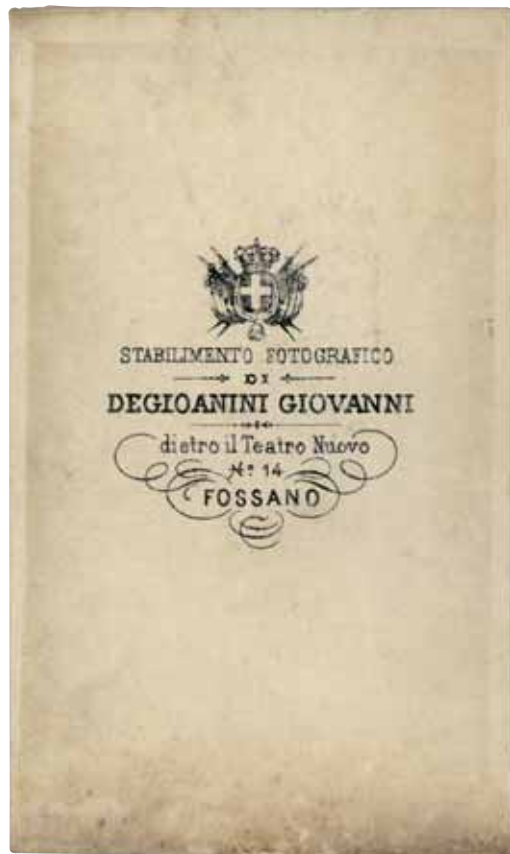 STABILIMENTO FOTOGRAFICO
DI
DEGIOANINI GIOVANNI
dietro il Teatro Nuovo
N.° 14
FOSSANO